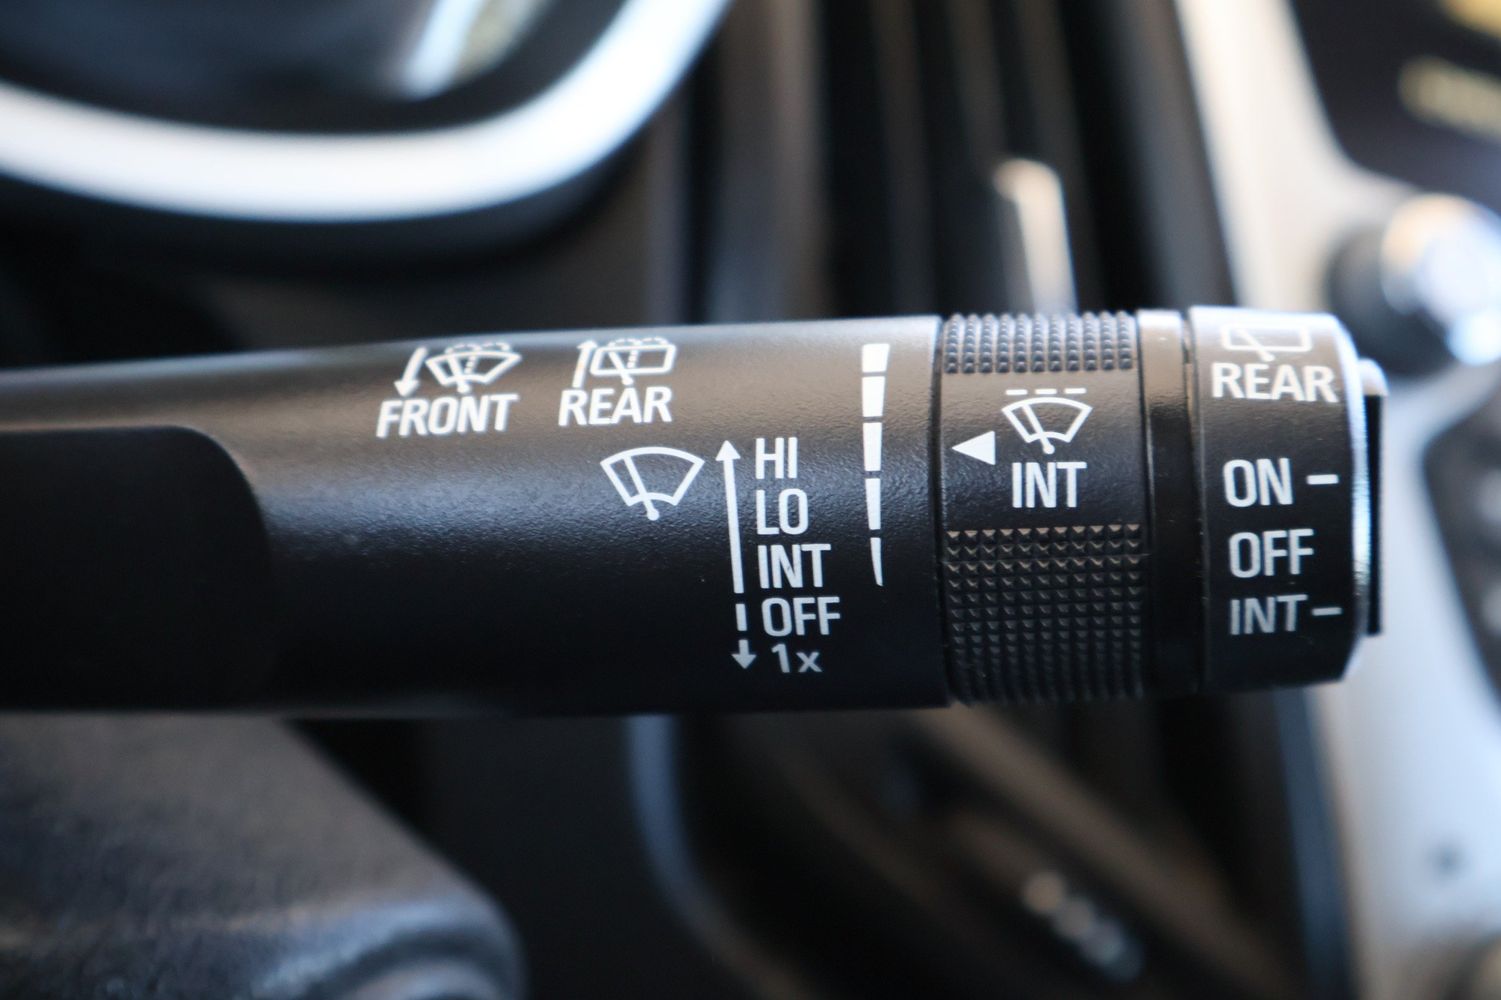 FRONT
REAR
HI
LO
INT
OFF
1x
INT
REAR
ON –
OFF
INT –